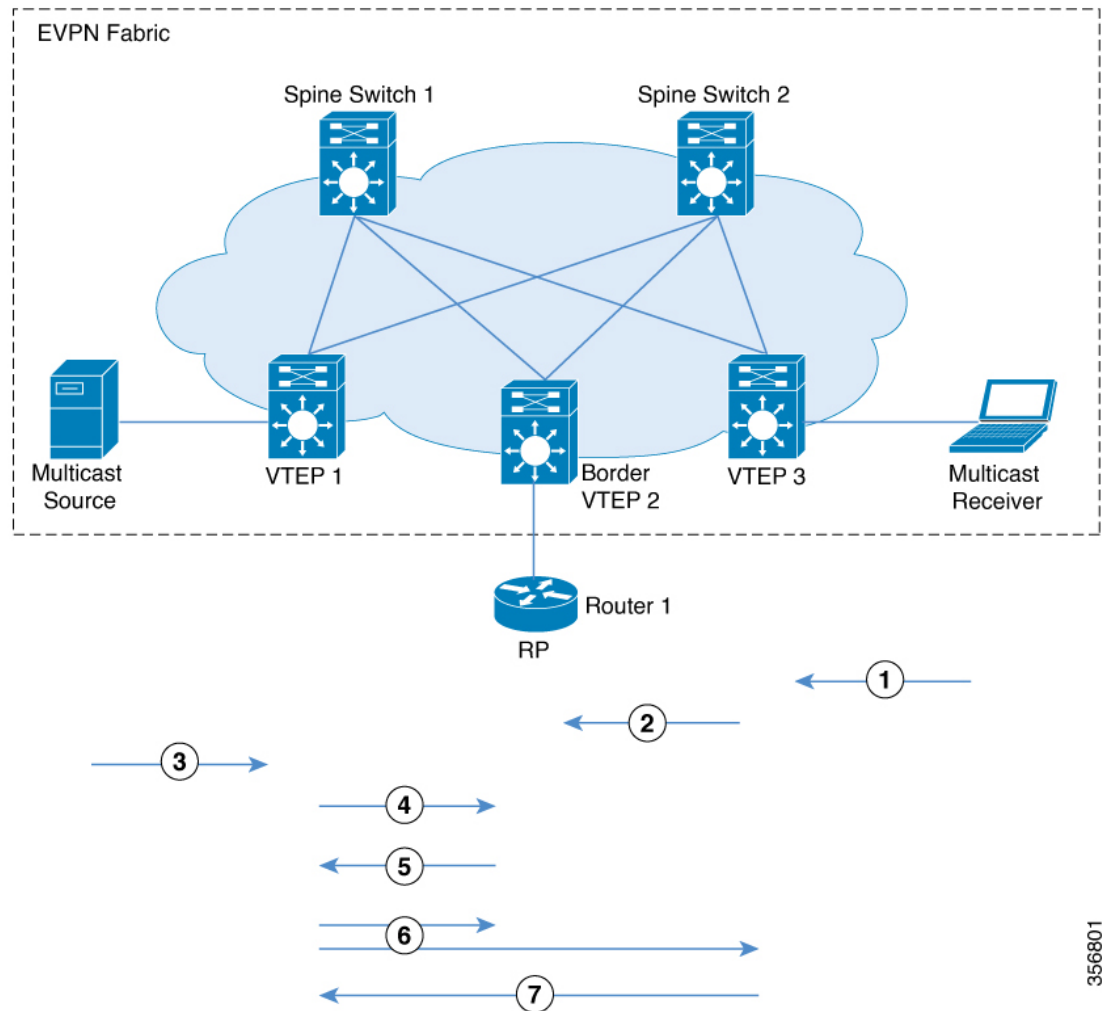 EVPN Fabric
Spine Switch 1
Spine Switch 2
Multicast
Source
VTEP 1
Border
VTEP 2
VTEP 3
Multicast
Receiver
Router 1
RP
1
2
3
4
5
6
7
356801